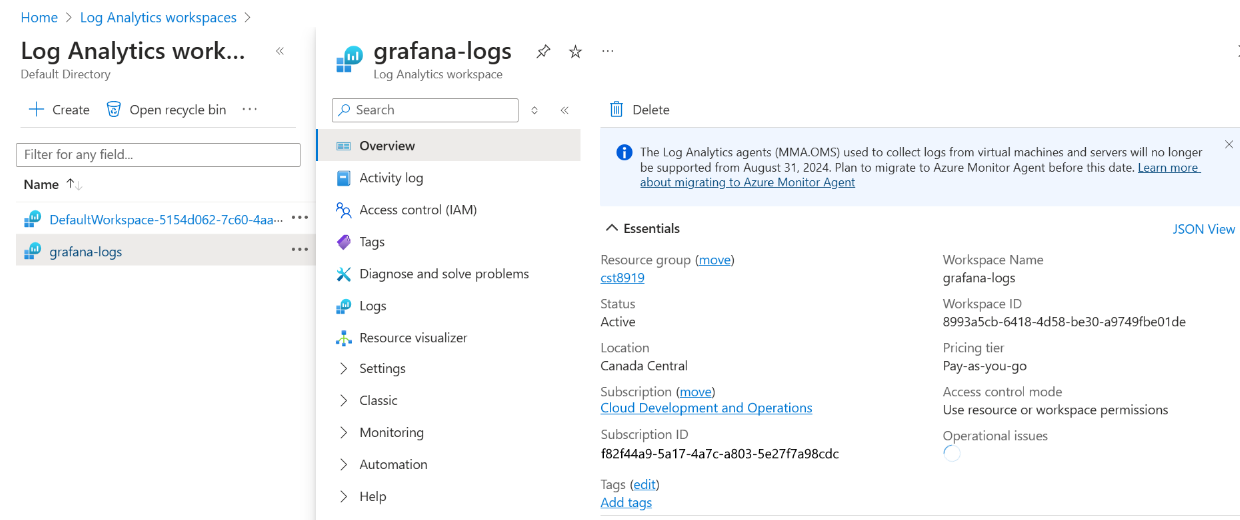 Home > Log Analytics workspaces >
Log Analytics work...
Default Directory
Create
Open recycle bin
Filter for any field...
Name
DefaultWorkspace-5154d062-7c60-4aa...
grafana-logs
grafana-logs
Log Analytics workspace
Search
Overview
Activity log
Access control (IAM)
Tags
Diagnose and solve problems
Logs
Resource visualizer
Settings
Classic
Monitoring
Automation
Help
Delete
The Log Analytics agents (MMA.OMS) used to collect logs from virtual machines and servers will no longer
be supported from August 31, 2024. Plan to migrate to Azure Monitor Agent before this date. Learn more
about migrating to Azure Monitor Agent
Essentials
JSON View
Resource group (move)
cst8919
Status
Active
Location
Canada Central
Subscription (move)
Cloud Development and Operations
Subscription ID
f82f44a9-5a17-4a7c-a803-5e27f7a98cdc
Tags (edit)
Add tags
Workspace Name
grafana-logs
Workspace ID
8993a5cb-6418-4d58-be30-a9749fbe01de
Pricing tier
Pay-as-you-go
Access control mode
Use resource or workspace permissions
Operational issues